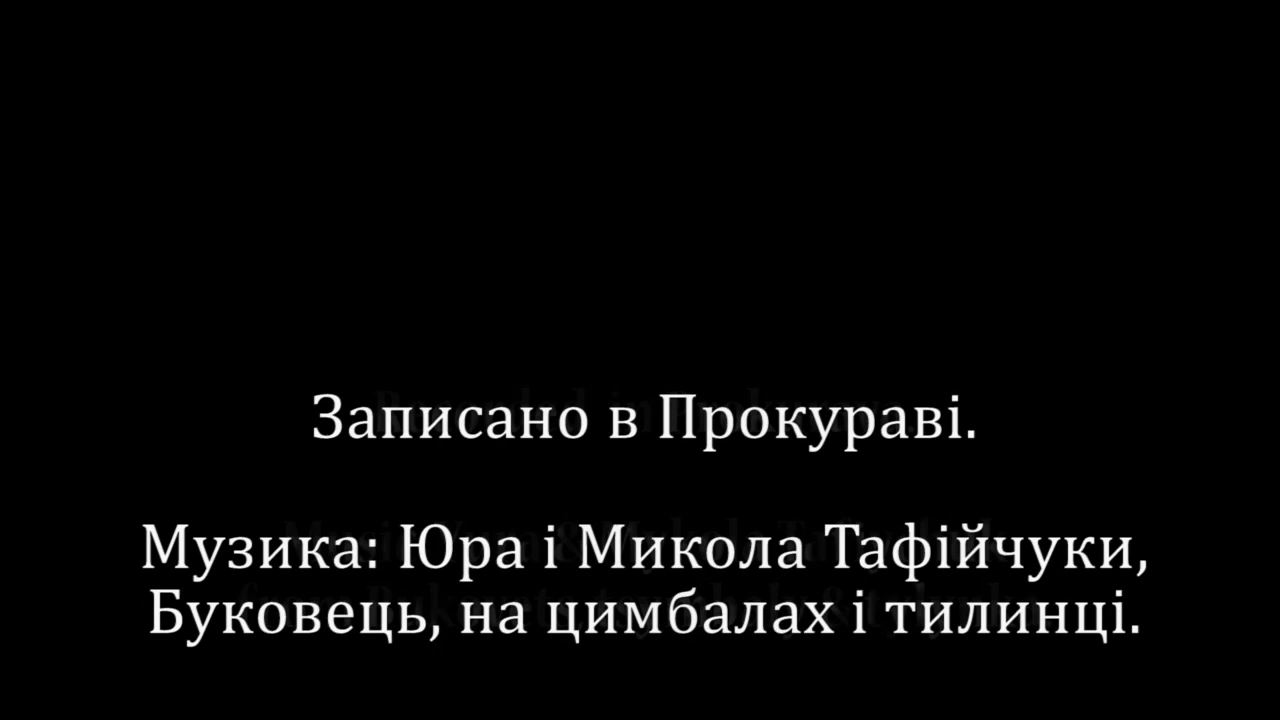 Записано в Прокураві.
Музика: Юра і Микола Тафійчуки,
Буковець, на цимбалах і тилинці.